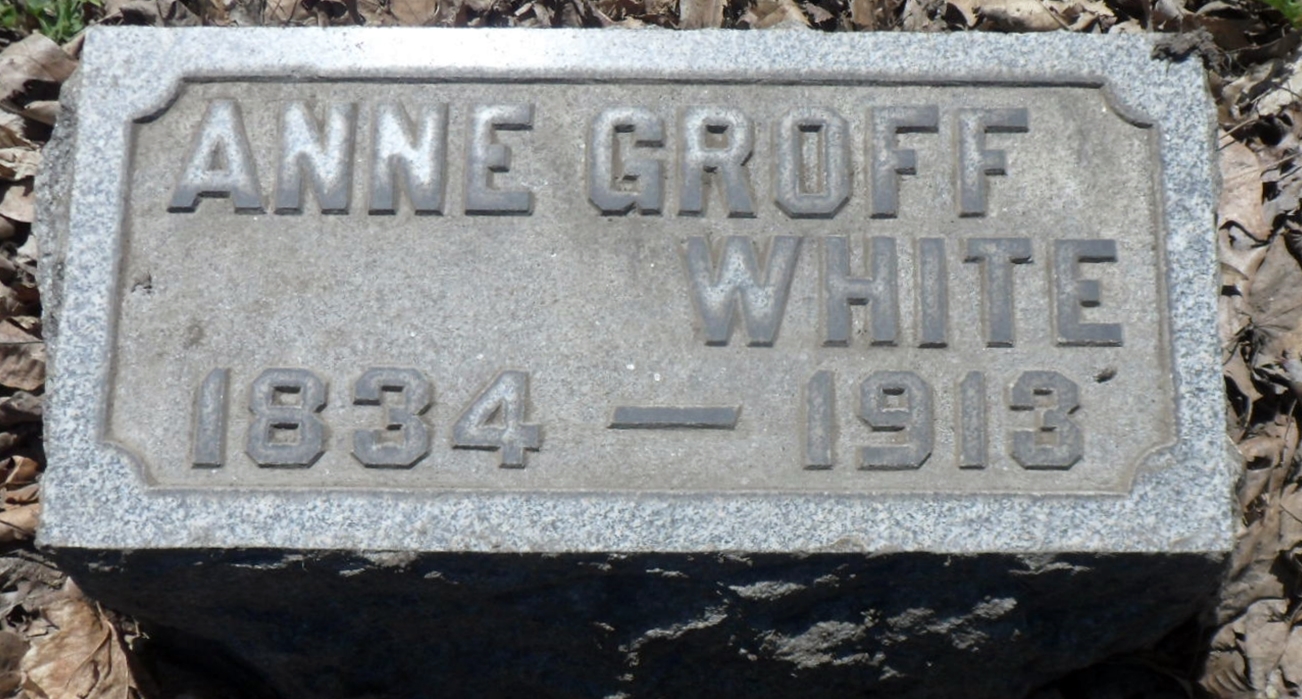 ANNE GROFF
WHITE
1834 — 1913